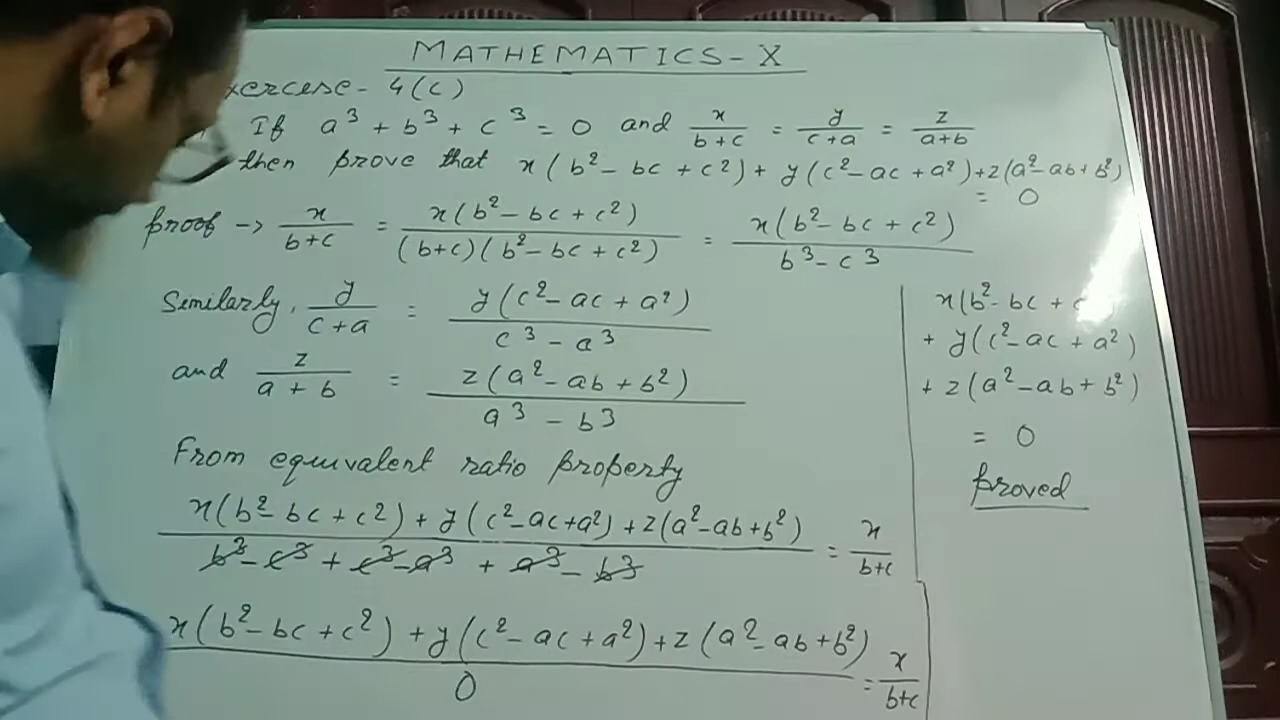 MATHEMATICS-X
xercise- 4(c)
If a³ + b³ + c³ = 0 and x/(b+c) = y/(c+a) = z/(a+b)
then prove that x(b² - bc + c²) + y(c² - ac + a²) + z(a² - ab + b²)
= 0
proof -> x/(b+c) = x(b² - bc + c²)/((b+c)(b² - bc + c²)) = x(b² - bc + c²)/(b³ - c³)
Similarly, y/(c+a) = y(c² - ac + a²)/(c³ - a³)
and z/(a+b) = z(a² - ab + b²)/(a³ - b³)
From equivalent ratio property
(x(b² - bc + c²) + y(c² - ac + a²) + z(a² - ab + b²))/(b³ - c³ + c³ - a³ + a³ - b³) = x/(b+c)
(x(b² - bc + c²) + y(c² - ac + a²) + z(a² - ab + b²))/0 = x/(b+c)
x(b² - bc + c
+ y(c² - ac + a²)
+ z(a² - ab + b²)
= 0
proved